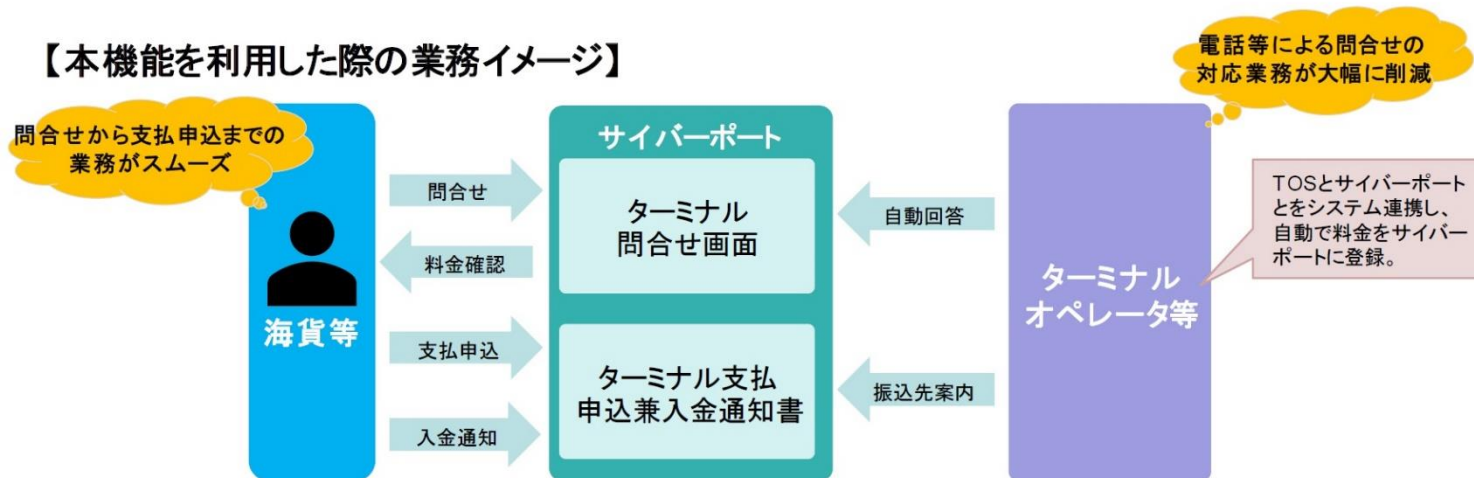 【本機能を利用した際の業務イメージ】
電話等による問合せの
対応業務が大幅に削減
問合せから支払申込までの
業務がスムーズ
海貨等
問合せ
料金確認
支払申込
入金通知
サイバーポート
ターミナル
問合せ画面
ターミナル支払
申込兼入金通知書
自動回答
振込先案内
ターミナル
オペレータ等
TOSとサイバーポート
とをシステム連携し、
自動で料金をサイバー
ポートに登録。